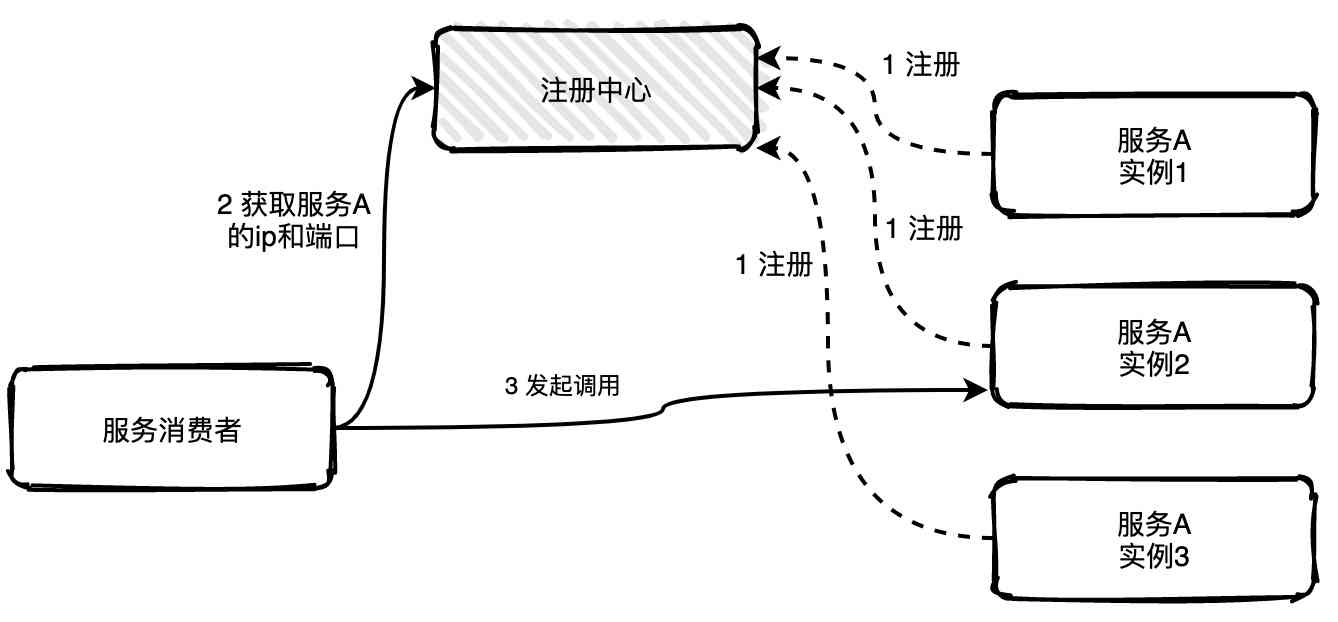 注册中心
1 注册
服务A
实例1
2 获取服务A
的ip和端口
1 注册
1 注册
服务A
实例2
3 发起调用
服务消费者
服务A
实例3